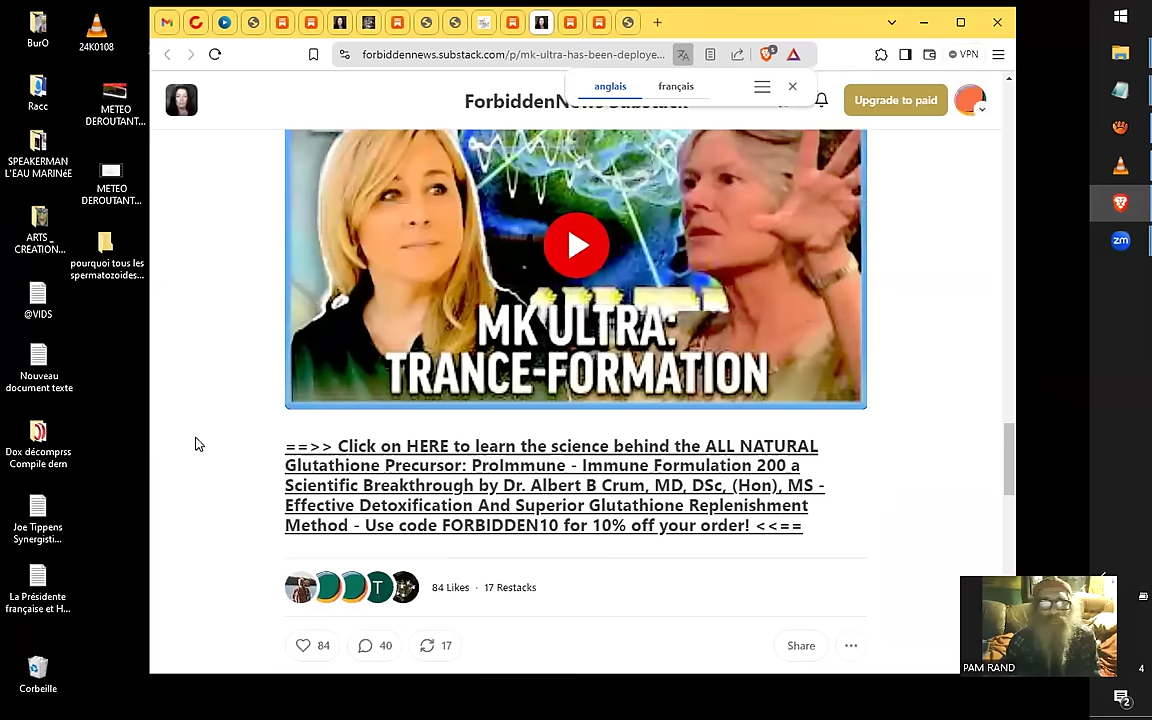 BurO
24K0108
Racc
METEO
DEROUTANT...
SPEAKERMAN
L'EAU MARINéE
METEO
DEROUTANT...
ARTS _
CREATION...
pourquoi tous les
spermatozoides...
@VIDS
Nouveau
document texte
Dox décomprss
Compile dern
Joe Tippens
Synergisti...
La Présidente
française et H...
Corbeille
forbiddennews.substack.com/p/mk-ultra-has-been-deploye...
5
VPN
anglais
français
Upgrade to paid
MK ULTRA:
TRANCE-FORMATION
==>> Click on HERE to learn the science behind the ALL NATURAL
Glutathione Precursor: ProImmune - Immune Formulation 200 a
Scientific Breakthrough by Dr. Albert B Crum, MD, DSc, (Hon), MS -
Effective Detoxification And Superior Glutathione Replenishment
Method - Use code FORBIDDEN10 for 10% off your order! <<==
T
84 Likes · 17 Restacks
84
40
17
Share
zm
PAM RAND
4
2